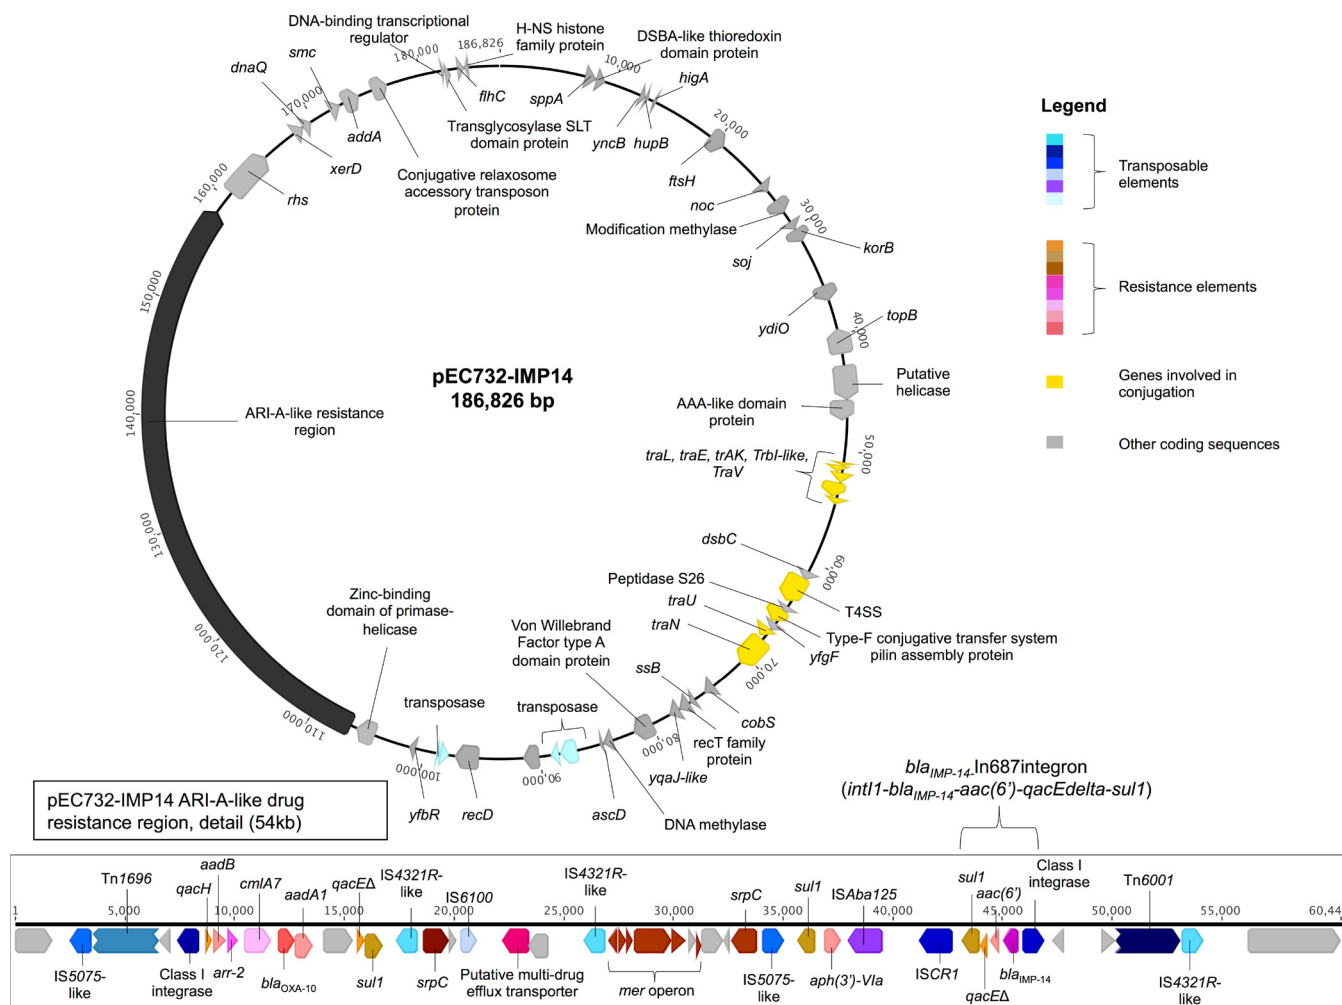 DNA-binding transcriptional
regulator
H-NS histone
family protein
DSBA-like thioredoxin
domain protein
180,000
186,826
10,000
smc
dnaQ
170,000
flhC
sppA
higA
addA
Transglycosylase SLT
domain protein
yncB
hupB
20,000
xerD
160,000
rhs
Conjugative relaxosome
accessory transposon
protein
ftsH
noc
Modification methylase
30,000
soj
korB
150,000
ydiO
topB
40,000
pEC732-IMP14
186,826 bp
Putative
helicase
140,000
ARI-A-like resistance
region
AAA-like domain
protein
traL, traE, trAK, TrbI-like,
TraV
50,000
130,000
dsbC
60,000
Peptidase S26
T4SS
traU
traN
Type-F conjugative transfer system
pilin assembly protein
yfgF
70,000
Zinc-binding
domain of primase-
helicase
Von Willebrand
Factor type A
domain protein
120,000
ssB
cobS
recT family
protein
80,000
yqaJ-like
110,000
transposase
transposase
100,000
90,000
yfbR
recD
ascD
DNA methylase
Legend
Transposable
elements
Resistance elements
Genes involved in
conjugation
Other coding sequences
pEC732-IMP14 ARI-A-like drug
resistance region, detail (54kb)
blaIMP-14-In687integron
(intI1-blaIMP-14-aac(6’)-qacEdelta-sul1)
Tn1696
qacH
aadB
cmlA7
aadA1
qacEΔ
IS4321R-
like
IS6100
IS4321R-
like
srpC
sul1
ISAba125
sul1
aac(6’)
Class I
integrase
Tn6001
1
5,000
10,000
15,000
20,000
25,000
30,000
35,000
40,000
45,000
50,000
55,000
60,44
IS5075-
like
Class I
integrase
arr-2
blaOXA-10
sul1
srpC
Putative multi-drug
efflux transporter
mer operon
IS5075-
like
aph(3’)-VIa
ISCR1
qacEΔ
blaIMP-14
IS4321R-
like